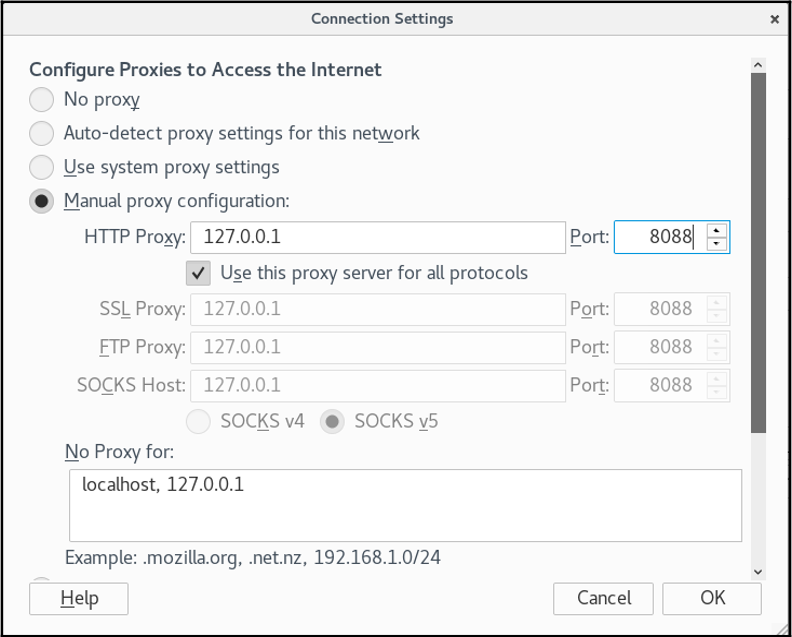 Connection Settings ×
Configure Proxies to Access the Internet
No proxy
Auto-detect proxy settings for this network
Use system proxy settings
Manual proxy configuration:
HTTP Proxy: 127.0.0.1 Port: 8088
Use this proxy server for all protocols
SSL Proxy: 127.0.0.1 Port: 8088
FTP Proxy: 127.0.0.1 Port: 8088
SOCKS Host: 127.0.0.1 Port: 8088
SOCKS v4 SOCKS v5
No Proxy for:
localhost, 127.0.0.1
Example: .mozilla.org, .net.nz, 192.168.1.0/24
Help Cancel OK